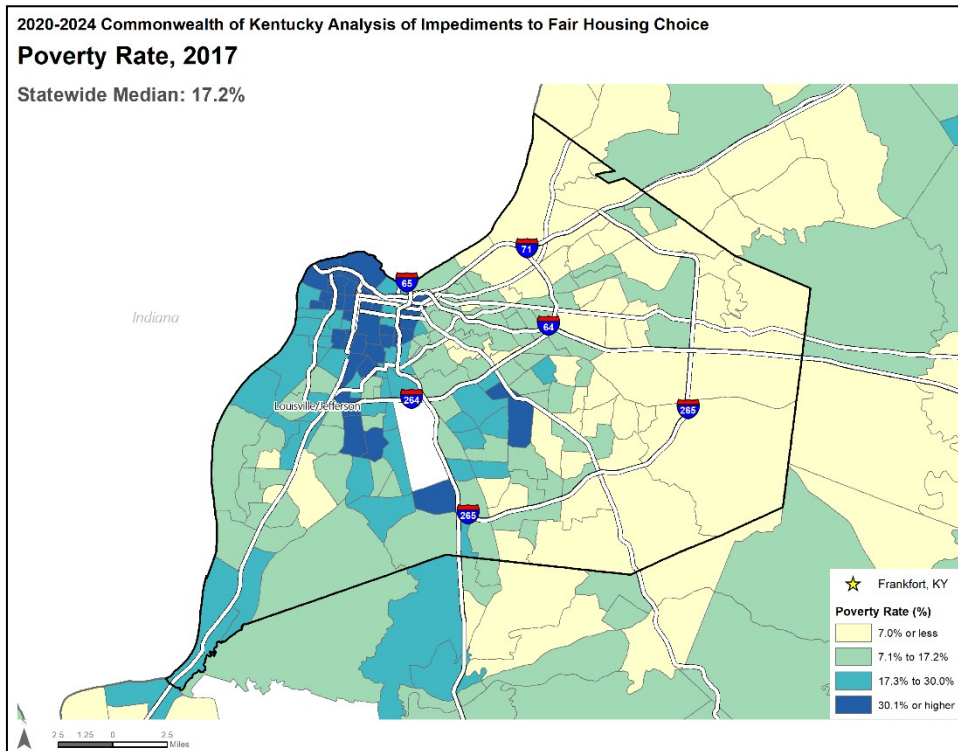 2020-2024 Commonwealth of Kentucky Analysis of Impediments to Fair Housing Choice
Poverty Rate, 2017
Statewide Median: 17.2%
71
65
Indiana
64
264
Louisville/Jefferson
265
265
Frankfort, KY
Poverty Rate (%)
7.0% or less
7.1% to 17.2%
17.3% to 30.0%
30.1% or higher
2.5 1.25 0 2.5
Miles